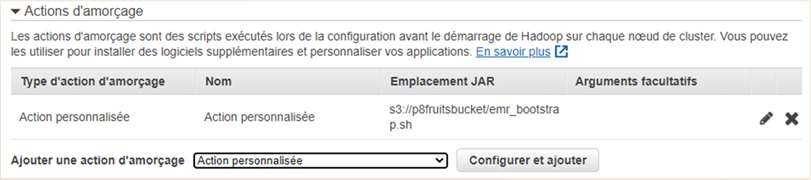 Actions d'amorçage
Les actions d'amorçage sont des scripts exécutés lors de la configuration avant le démarrage de Hadoop sur chaque nœud de cluster. Vous pouvez
les utiliser pour installer des logiciels supplémentaires et personnaliser vos applications. En savoir plus
Type d'action d'amorçage Nom Emplacement JAR Arguments facultatifs
Action personnalisée Action personnalisée s3://p8fruitsbucket/emr_bootstra
p.sh
Ajouter une action d'amorçage Action personnalisée Configurer et ajouter